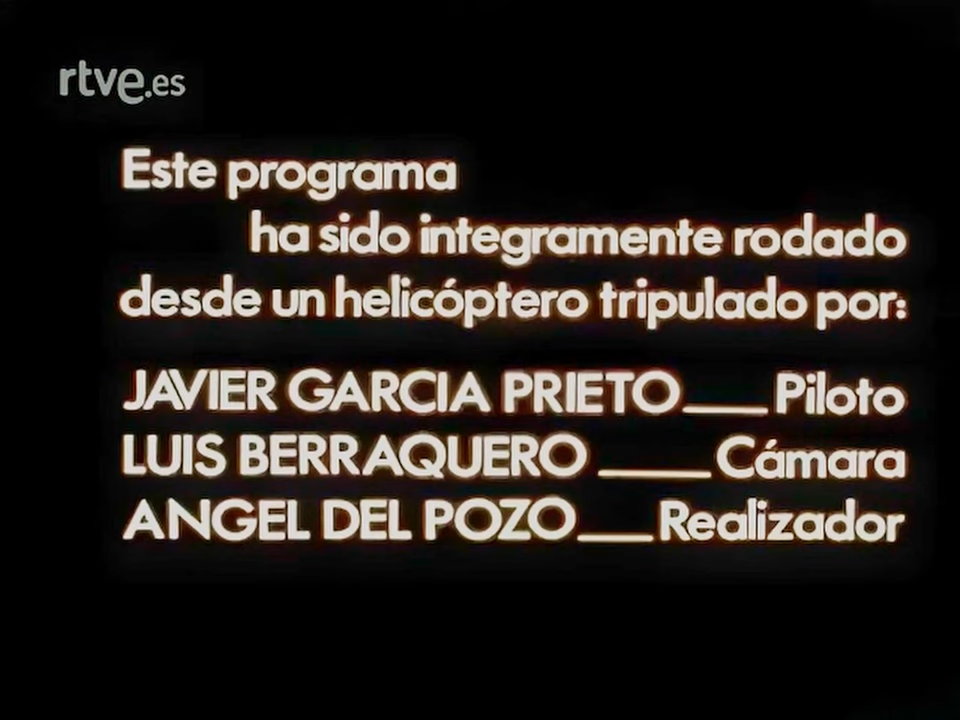 rtve.es
Este programa
ha sido integramente rodado
desde un helicóptero tripulado por:
JAVIER GARCIA PRIETO___Piloto
LUIS BERRAQUERO ____Cámara
ANGEL DEL POZO___Realizador